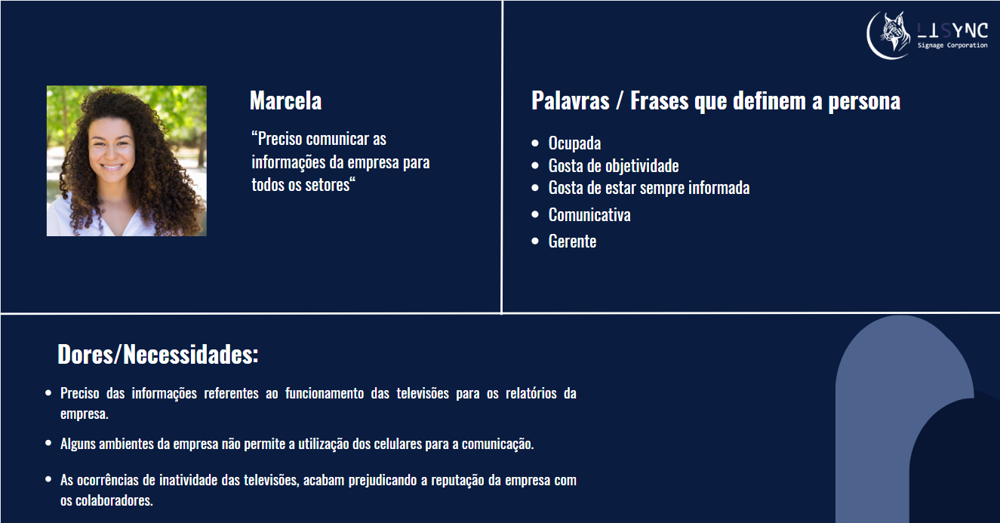 LISYNC
Signage Corporation
Marcela
“Preciso comunicar as
informações da empresa para
todos os setores“
Palavras / Frases que definem a persona
Ocupada
Gosta de objetividade
Gosta de estar sempre informada
Comunicativa
Gerente
Dores/Necessidades:
Preciso das informações referentes ao funcionamento das televisões para os relatórios da
empresa.
Alguns ambientes da empresa não permite a utilização dos celulares para a comunicação.
As ocorrências de inatividade das televisões, acabam prejudicando a reputação da empresa com
os colaboradores.